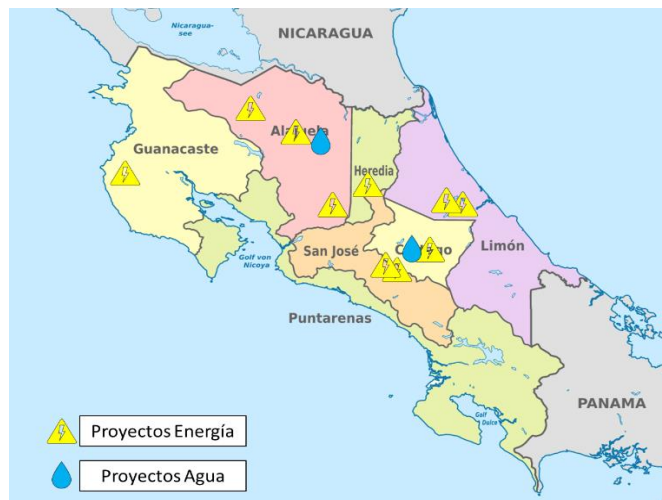 Nicaragua-
see
NICARAGUA
Alajuela
Guanacaste
Heredia
San José
Limón
Golf von
Nicoya
Puntarenas
PANAMA
Golf
Dulce
Proyectos Energía
Proyectos Agua